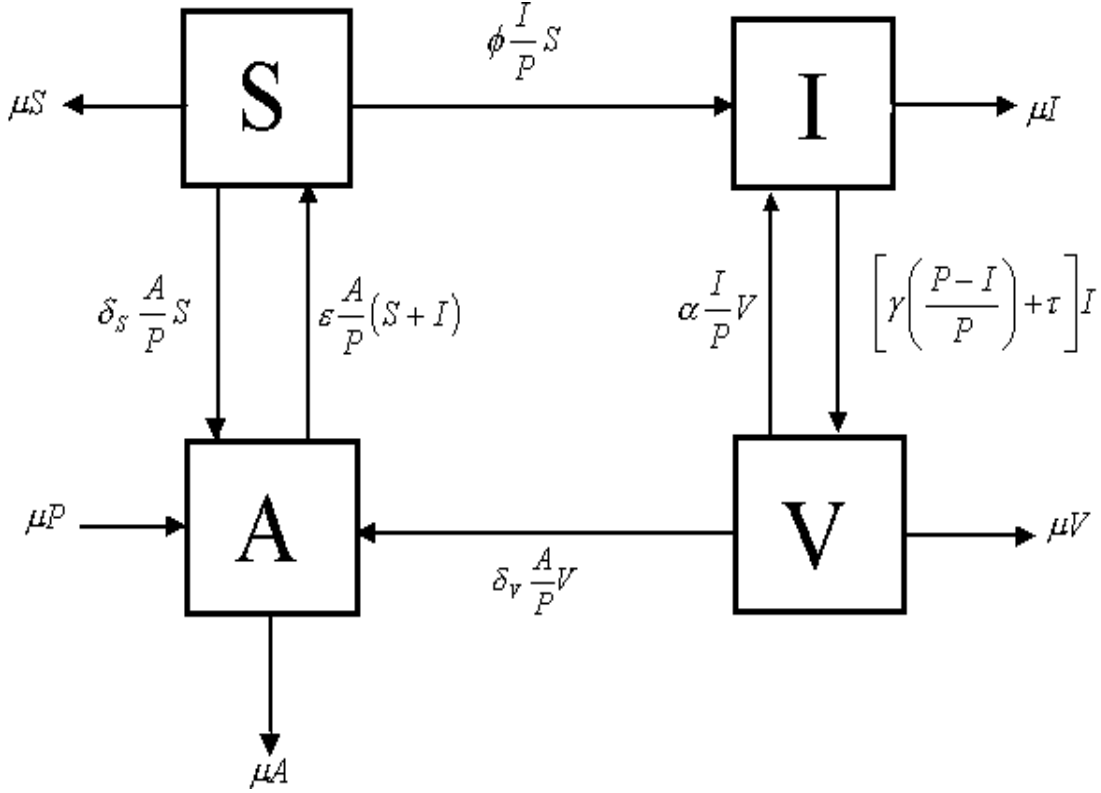 ϕ I/P S
S
I
μS
μI
δ_S A/P S
ε A/P (S + I)
α I/P V
[γ((P − I)/P) + τ] I
A
V
μP
μV
δ_V A/P V
μA